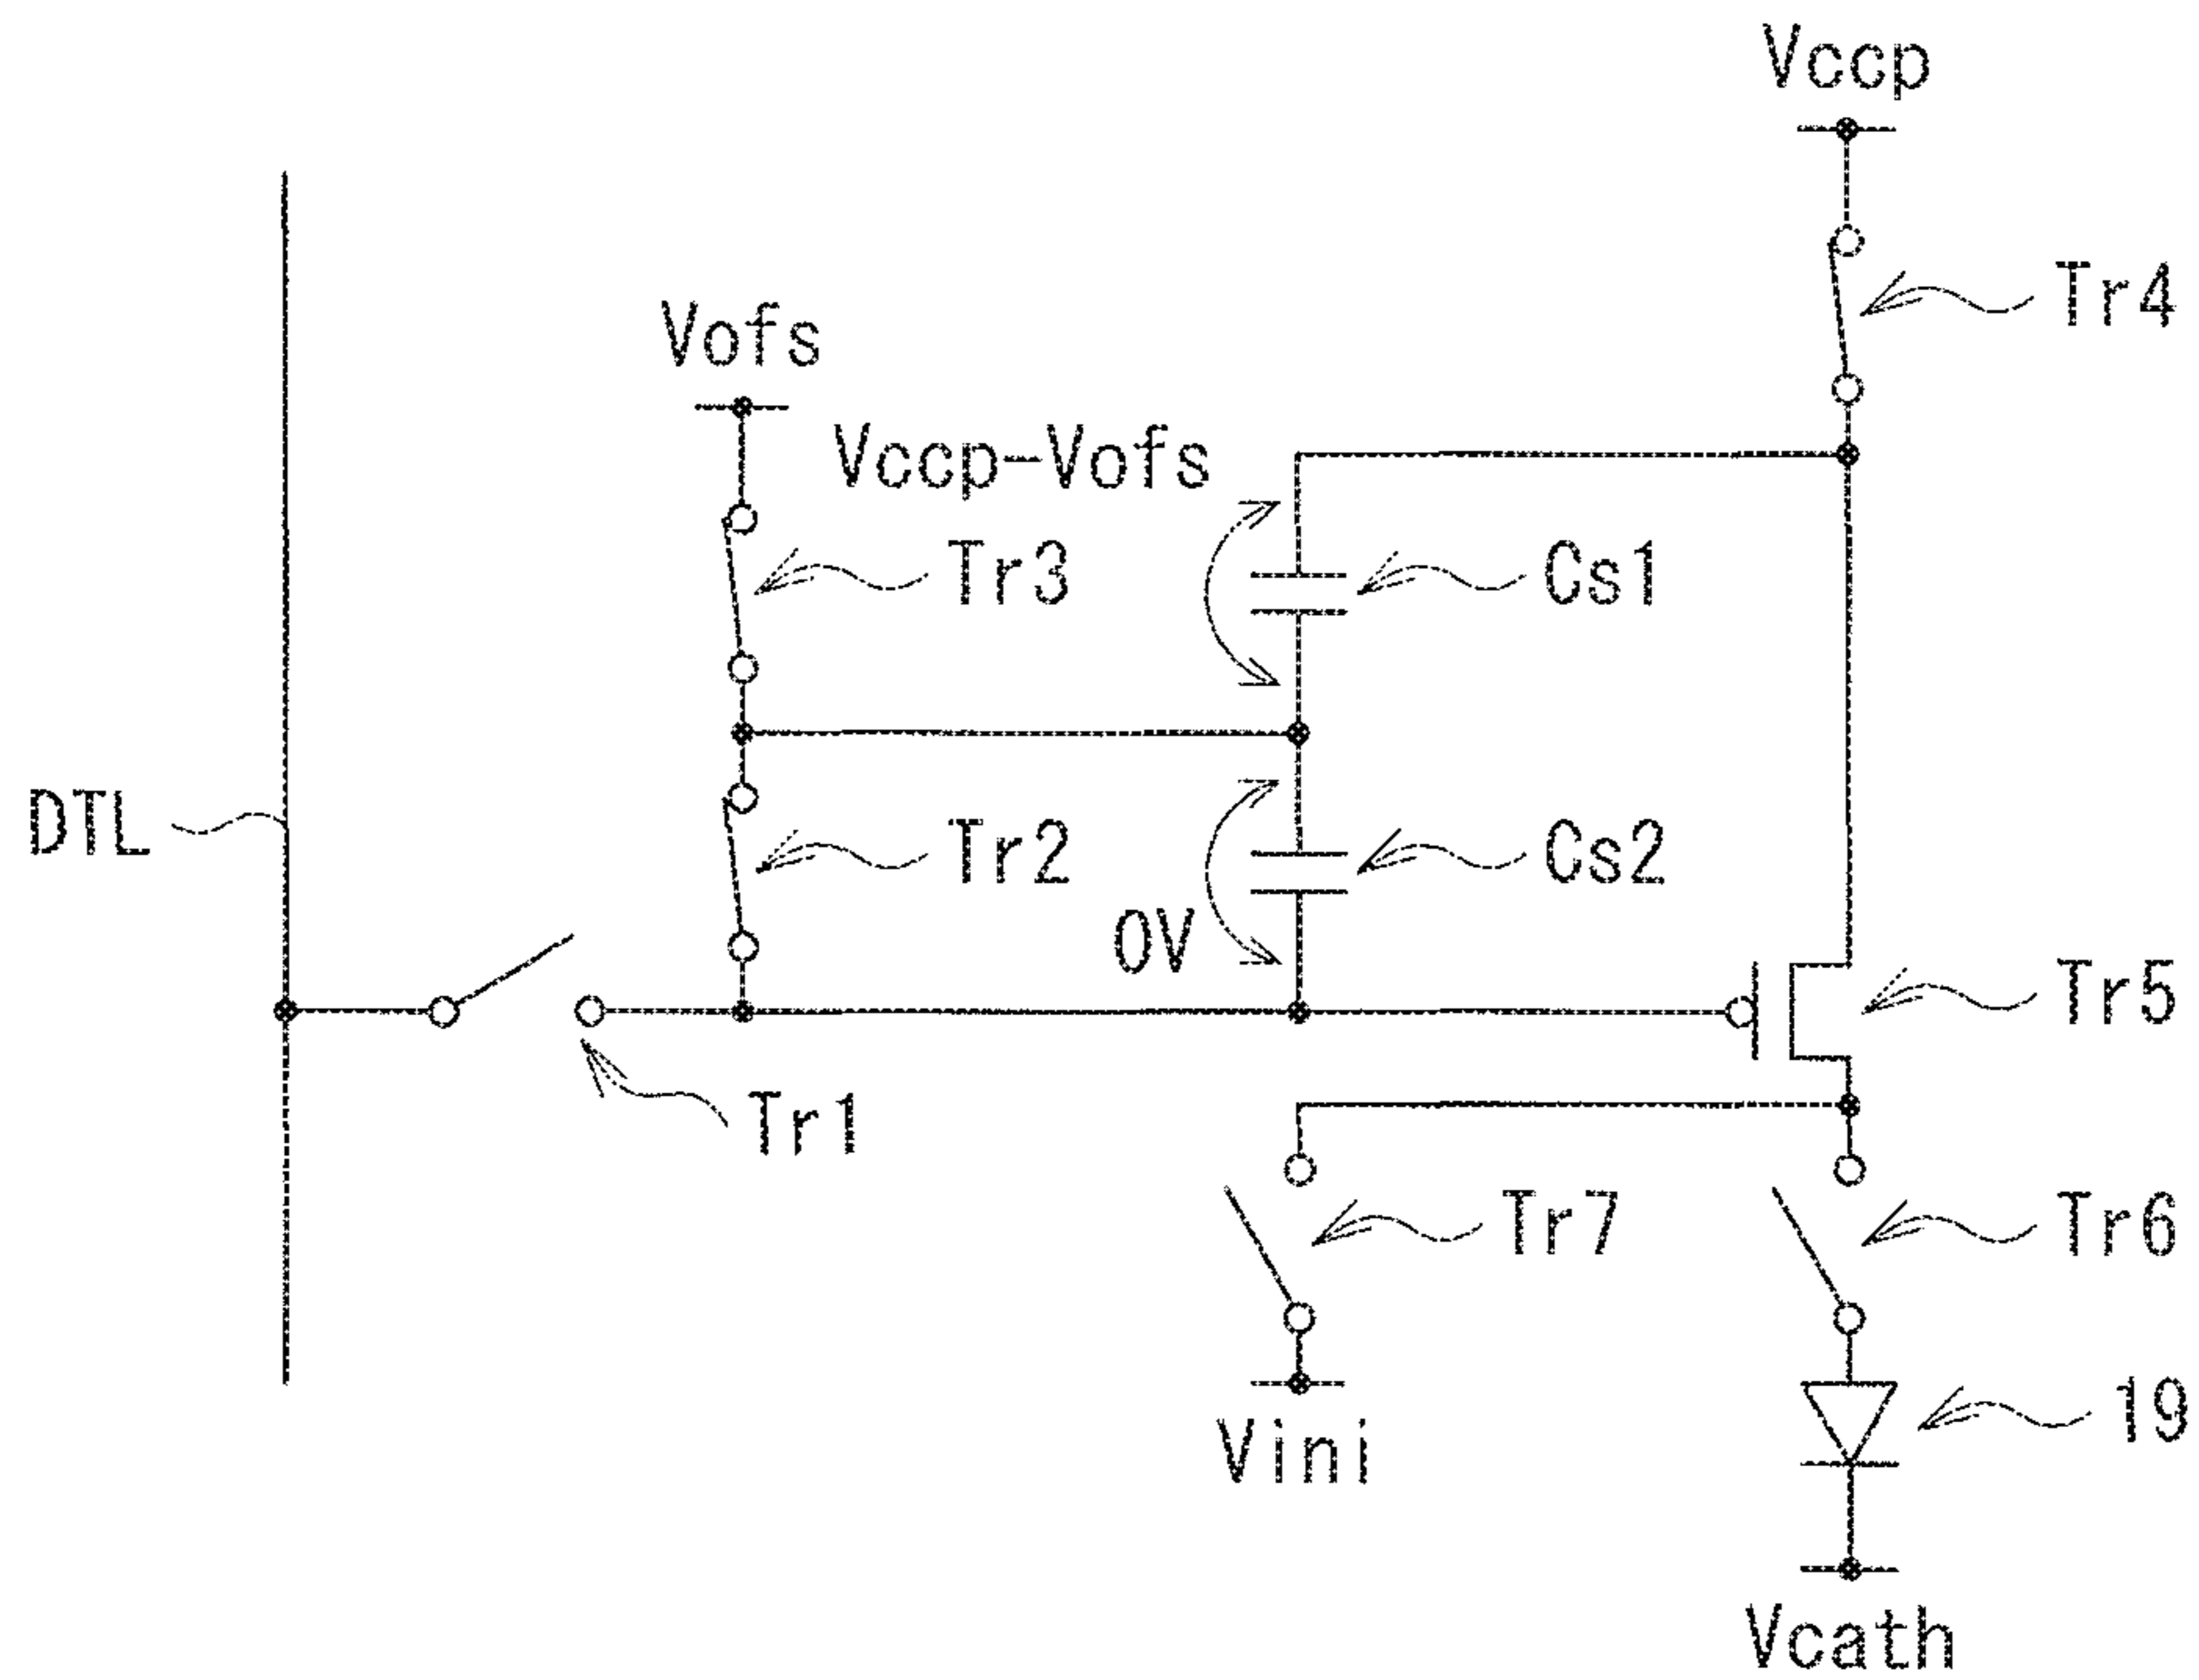 Vccp
Tr4
Vofs
Vccp-Vofs
Tr3
Cs1
DTL
Tr2
Cs2
0V
Tr5
Tr1
Tr7
Tr6
19
Vini
Vcath